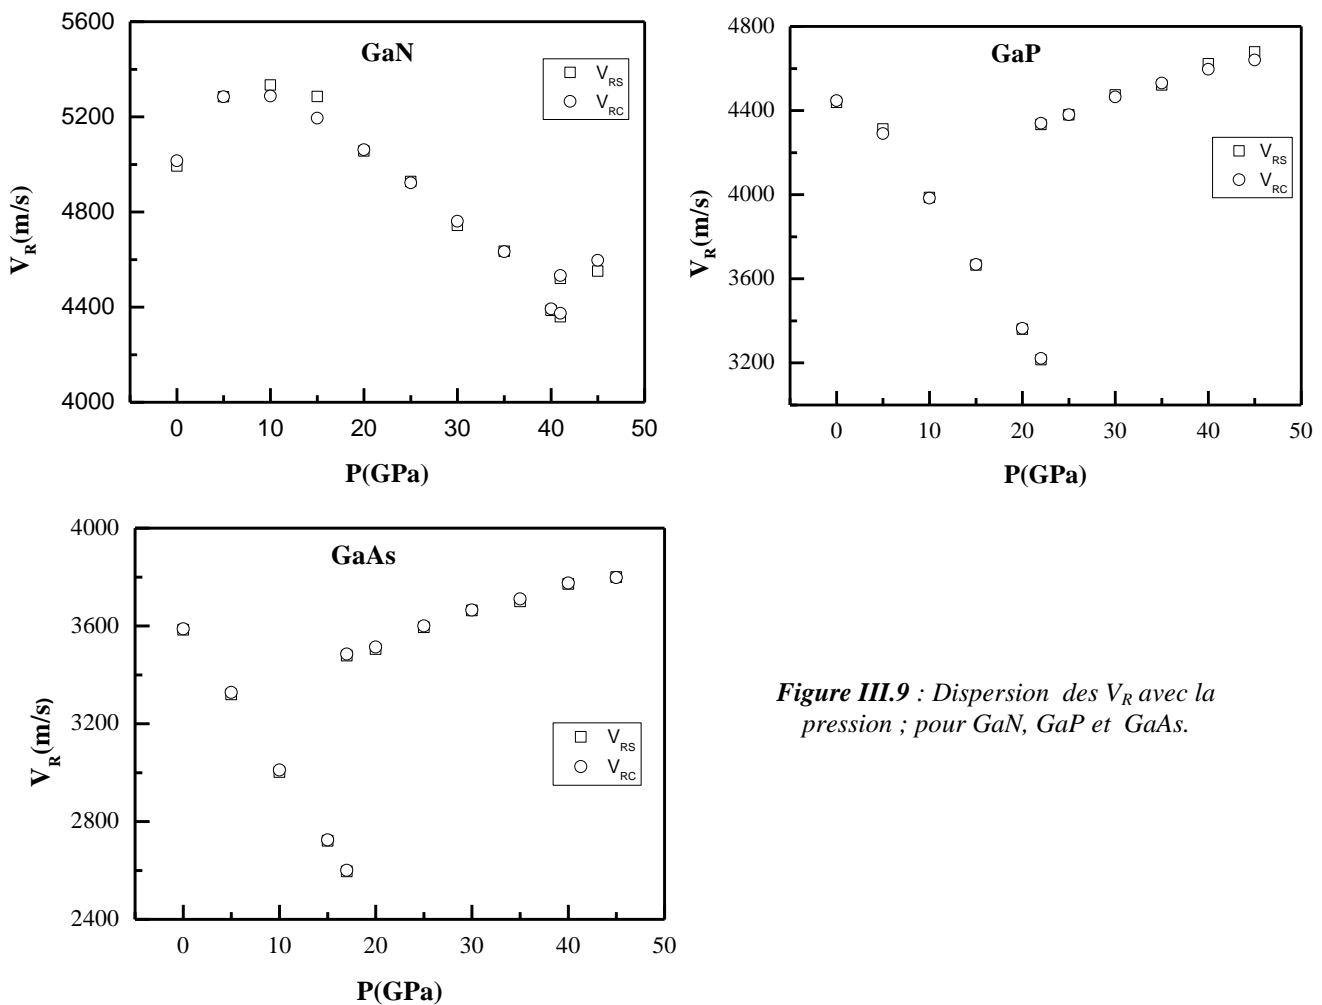 GaN
5600
5200
4800
4400
4000
V_R(m/s)
V_RS
V_RC
0 10 20 30 40 50
P(GPa)
GaP
4800
4400
4000
3600
3200
V_R(m/s)
V_RS
V_RC
0 10 20 30 40 50
P(GPa)
GaAs
4000
3600
3200
2800
2400
V_R(m/s)
V_RS
V_RC
0 10 20 30 40 50
P(GPa)
Figure III.9 : Dispersion des V_R avec la
pression ; pour GaN, GaP et GaAs.